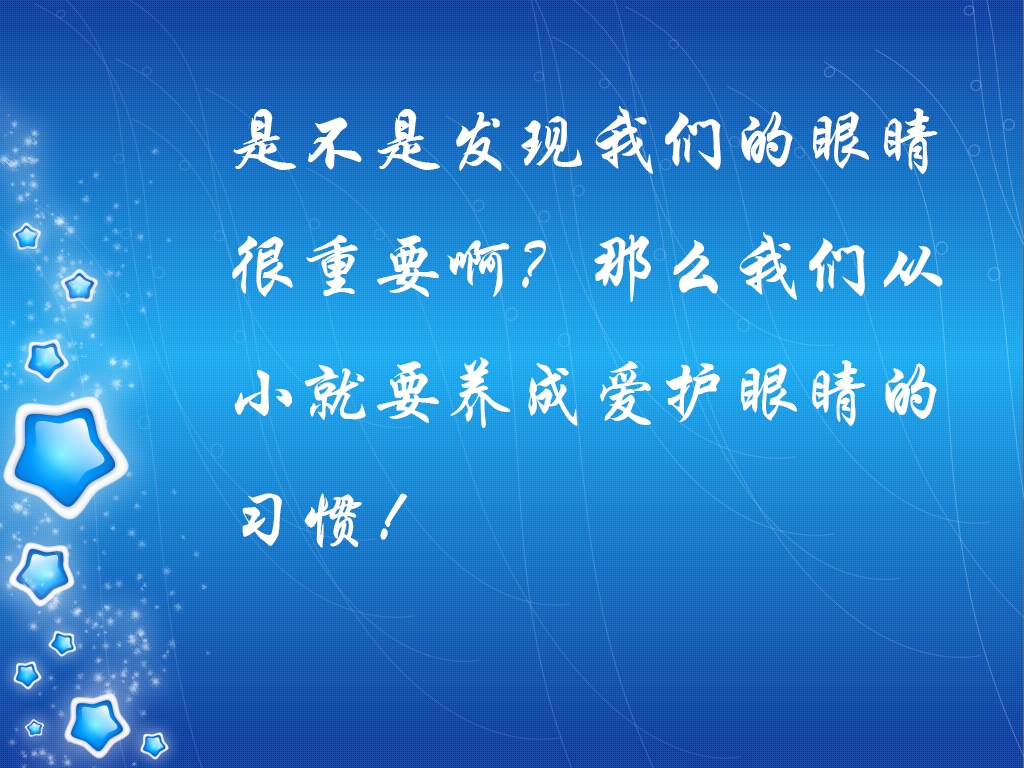 是不是发现我们的眼睛
很重要啊？那么我们从
小就要养成爱护眼睛的
习惯！